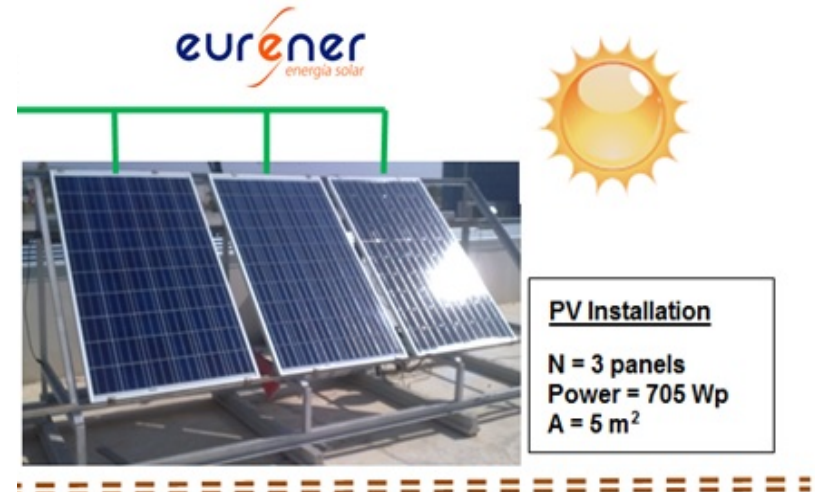 eurener
energía solar
PV Installation
N = 3 panels
Power = 705 Wp
A = 5 m²